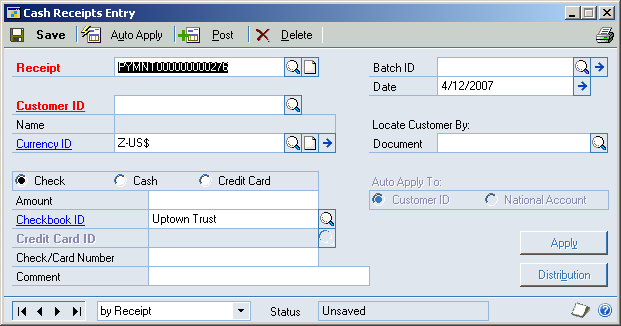 Cash Receipts Entry
Save Auto Apply Post Delete
Receipt PYMNT000000000276 Batch ID
Date 4/12/2007
Customer ID
Name Locate Customer By:
Currency ID Z-US$ Document
Check Cash Credit Card Auto Apply To:
Amount Customer ID National Account
Checkbook ID Uptown Trust
Credit Card ID Apply
Check/Card Number
Comment Distribution
by Receipt Status Unsaved